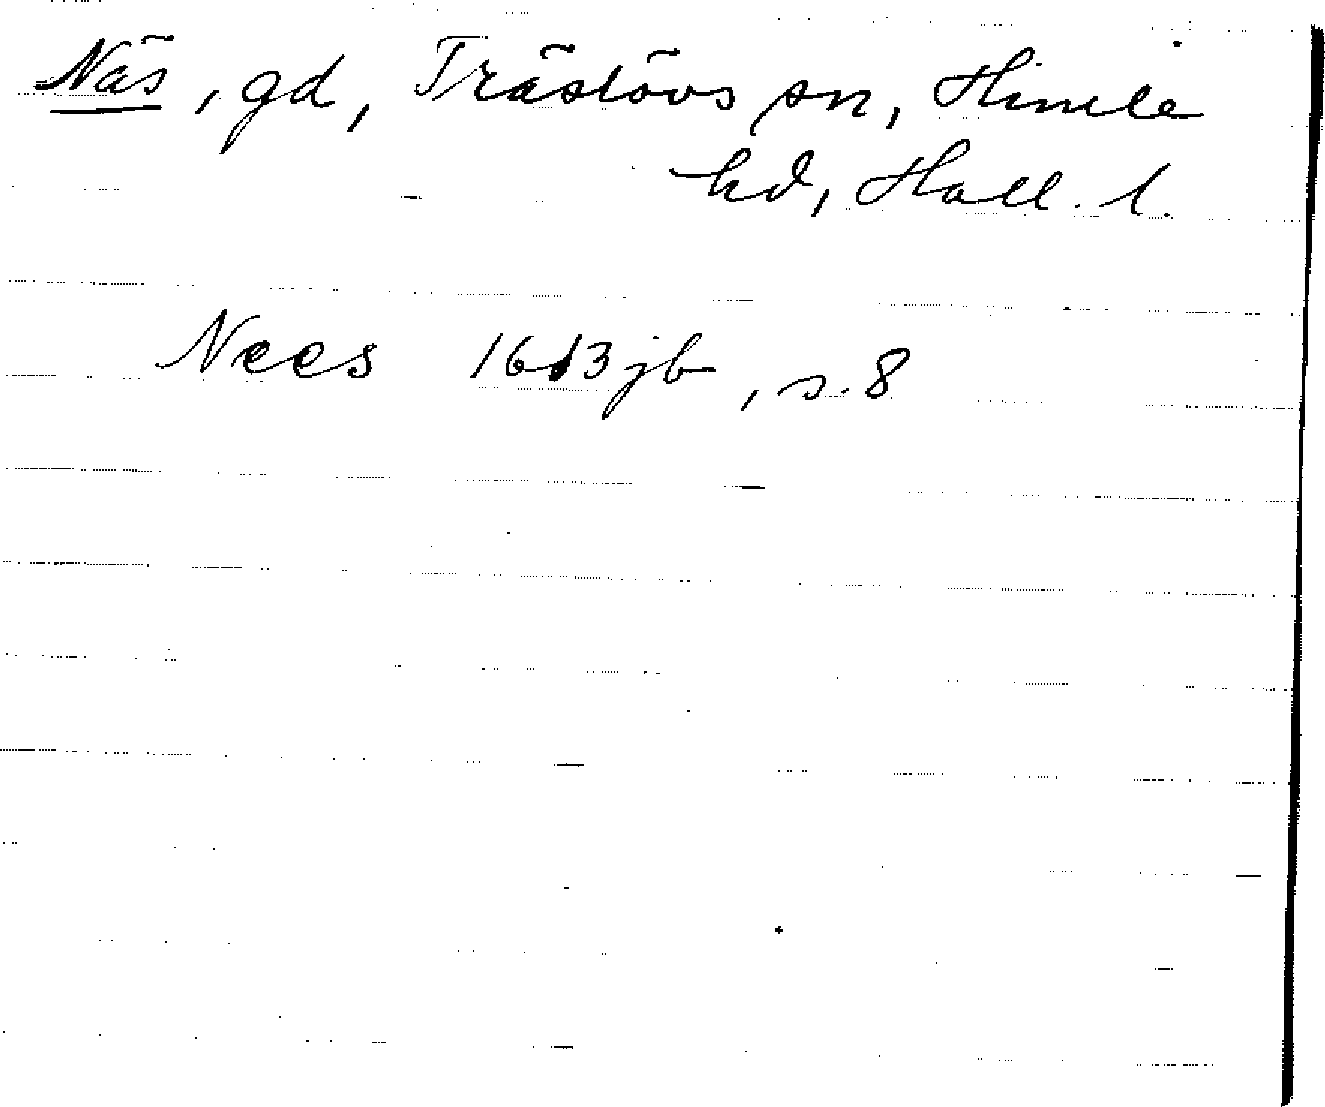 Näs, gd, Träslövs sn, Himle
hd, Hall. l.
Nees 1613 jb, s. 8